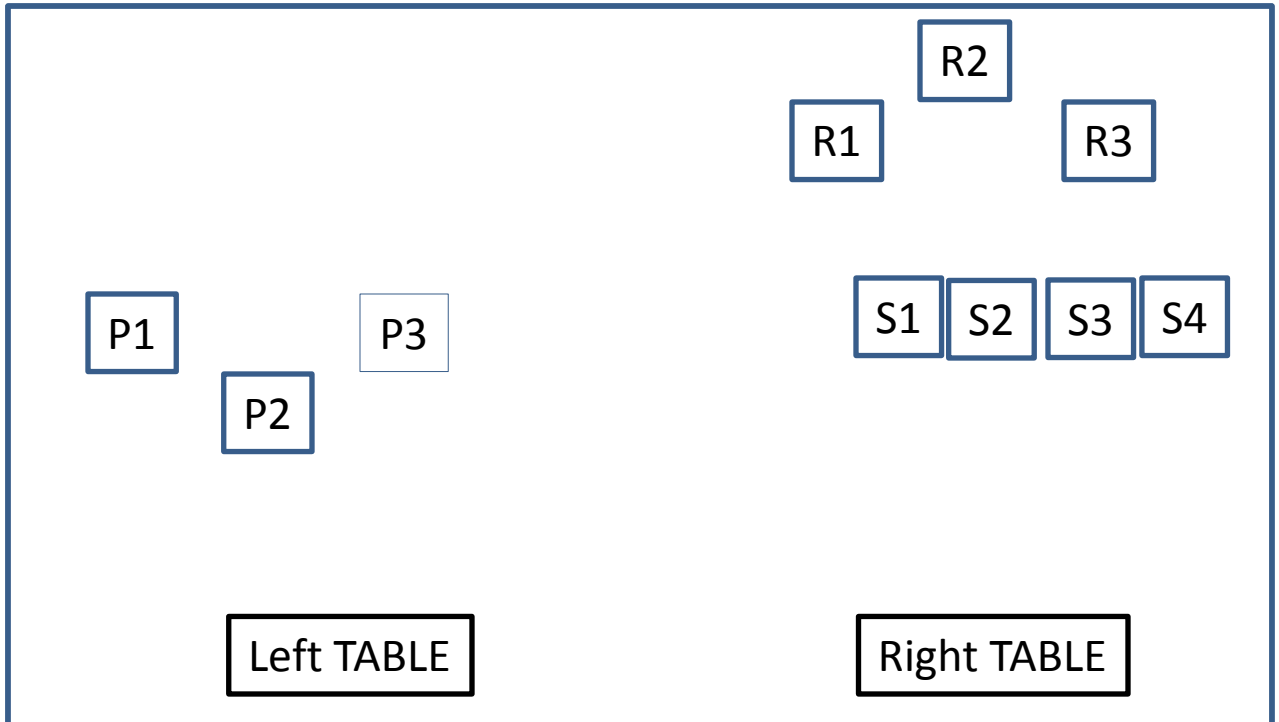 R2
R1 R3
P1 P3 S1 S2 S3 S4
P2
Left TABLE Right TABLE